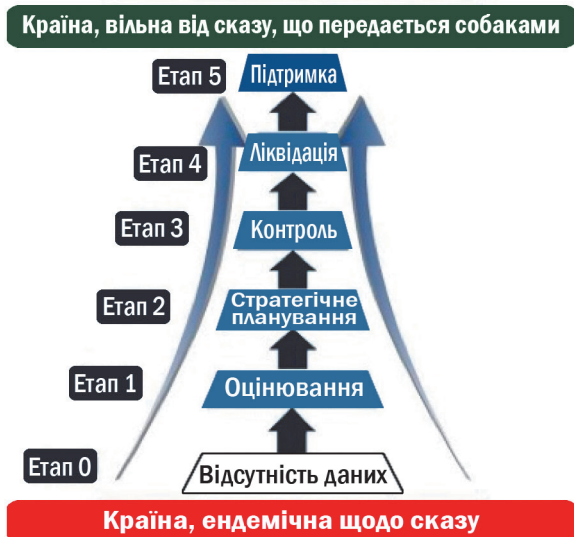 Країна, вільна від сказу, що передається собаками
Етап 5
Підтримка
Етап 4
Ліквідація
Етап 3
Контроль
Етап 2
Стратегічне
планування
Етап 1
Оцінювання
Етап 0
Відсутність даних
Країна, ендемічна щодо сказу